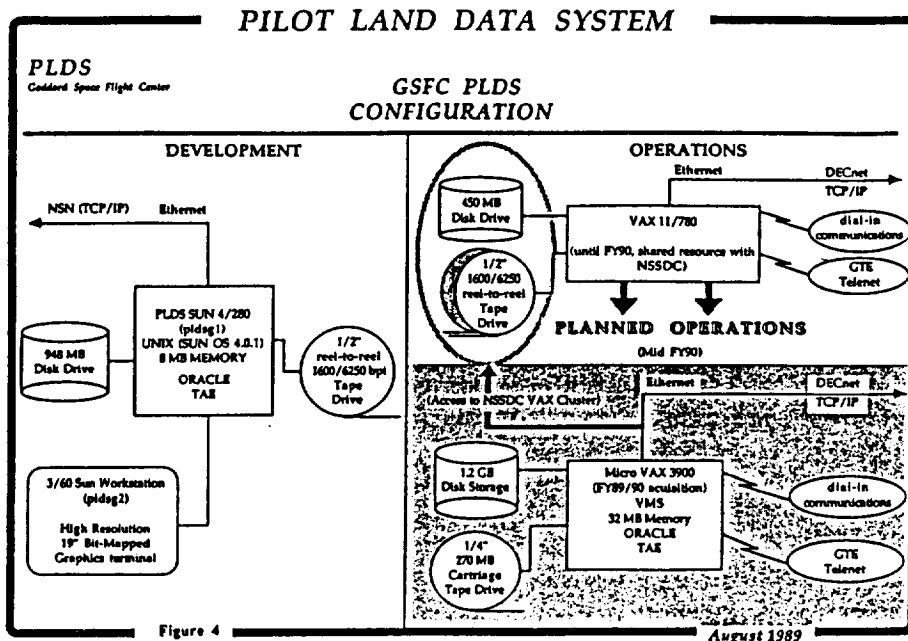 PILOT LAND DATA SYSTEM
PLDS
Goddard Space Flight Center
GSFC PLDS
CONFIGURATION
DEVELOPMENT
NSN (TCP/IP)
Ethernet
948 MB
Disk Drive
PLDS SUN 4/280
(pldsg1)
UNIX (SUN OS 4.0.1)
8 MB MEMORY
ORACLE
TAE
1/2"
reel-to-reel
1600/6250 bpi
Tape
Drive
3/60 Sun Workstation
(pldsg2)
High Resolution
19" Bit-Mapped
Graphics terminal
OPERATIONS
Ethernet
DECnet
TCP/IP
450 MB
Disk Drive
1/2"
1600/6250
reel-to-reel
Tape
Drive
VAX 11/780
(until FY90, shared resource with
NSSDC)
dial-in
communications
GTE
Telenet
PLANNED OPERATIONS
(Mid FY90)
(Access to NSSDC VAX Cluster)
Ethernet
DECnet
TCP/IP
1.2 GB
Disk Storage
1/4"
270 MB
Cartriage
Tape Drive
Micro VAX 3900
(FY89/90 acuisition)
VMS
32 MB Memory
ORACLE
TAE
dial-in
communications
GTE
Telenet
Figure 4
August 1989